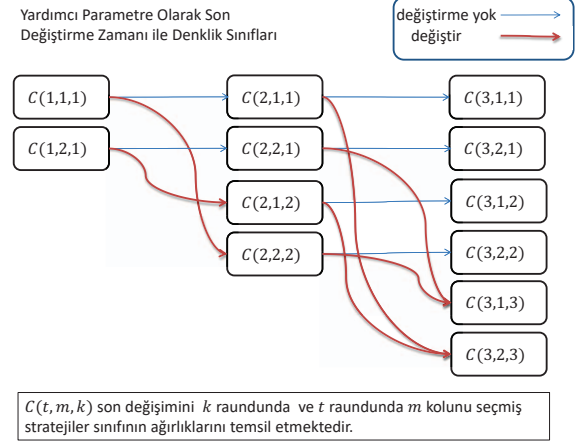 Yardımcı Parametre Olarak Son
Değiştirme Zamanı ile Denklik Sınıfları
değiştirme yok
değiştir
C(1,1,1)
C(2,1,1)
C(3,1,1)
C(1,2,1)
C(2,2,1)
C(3,2,1)
C(2,1,2)
C(3,1,2)
C(2,2,2)
C(3,2,2)
C(3,1,3)
C(3,2,3)
C(t, m, k) son değişimini k raundunda ve t raundunda m kolunu seçmiş
stratejiler sınıfının ağırlıklarını temsil etmektedir.